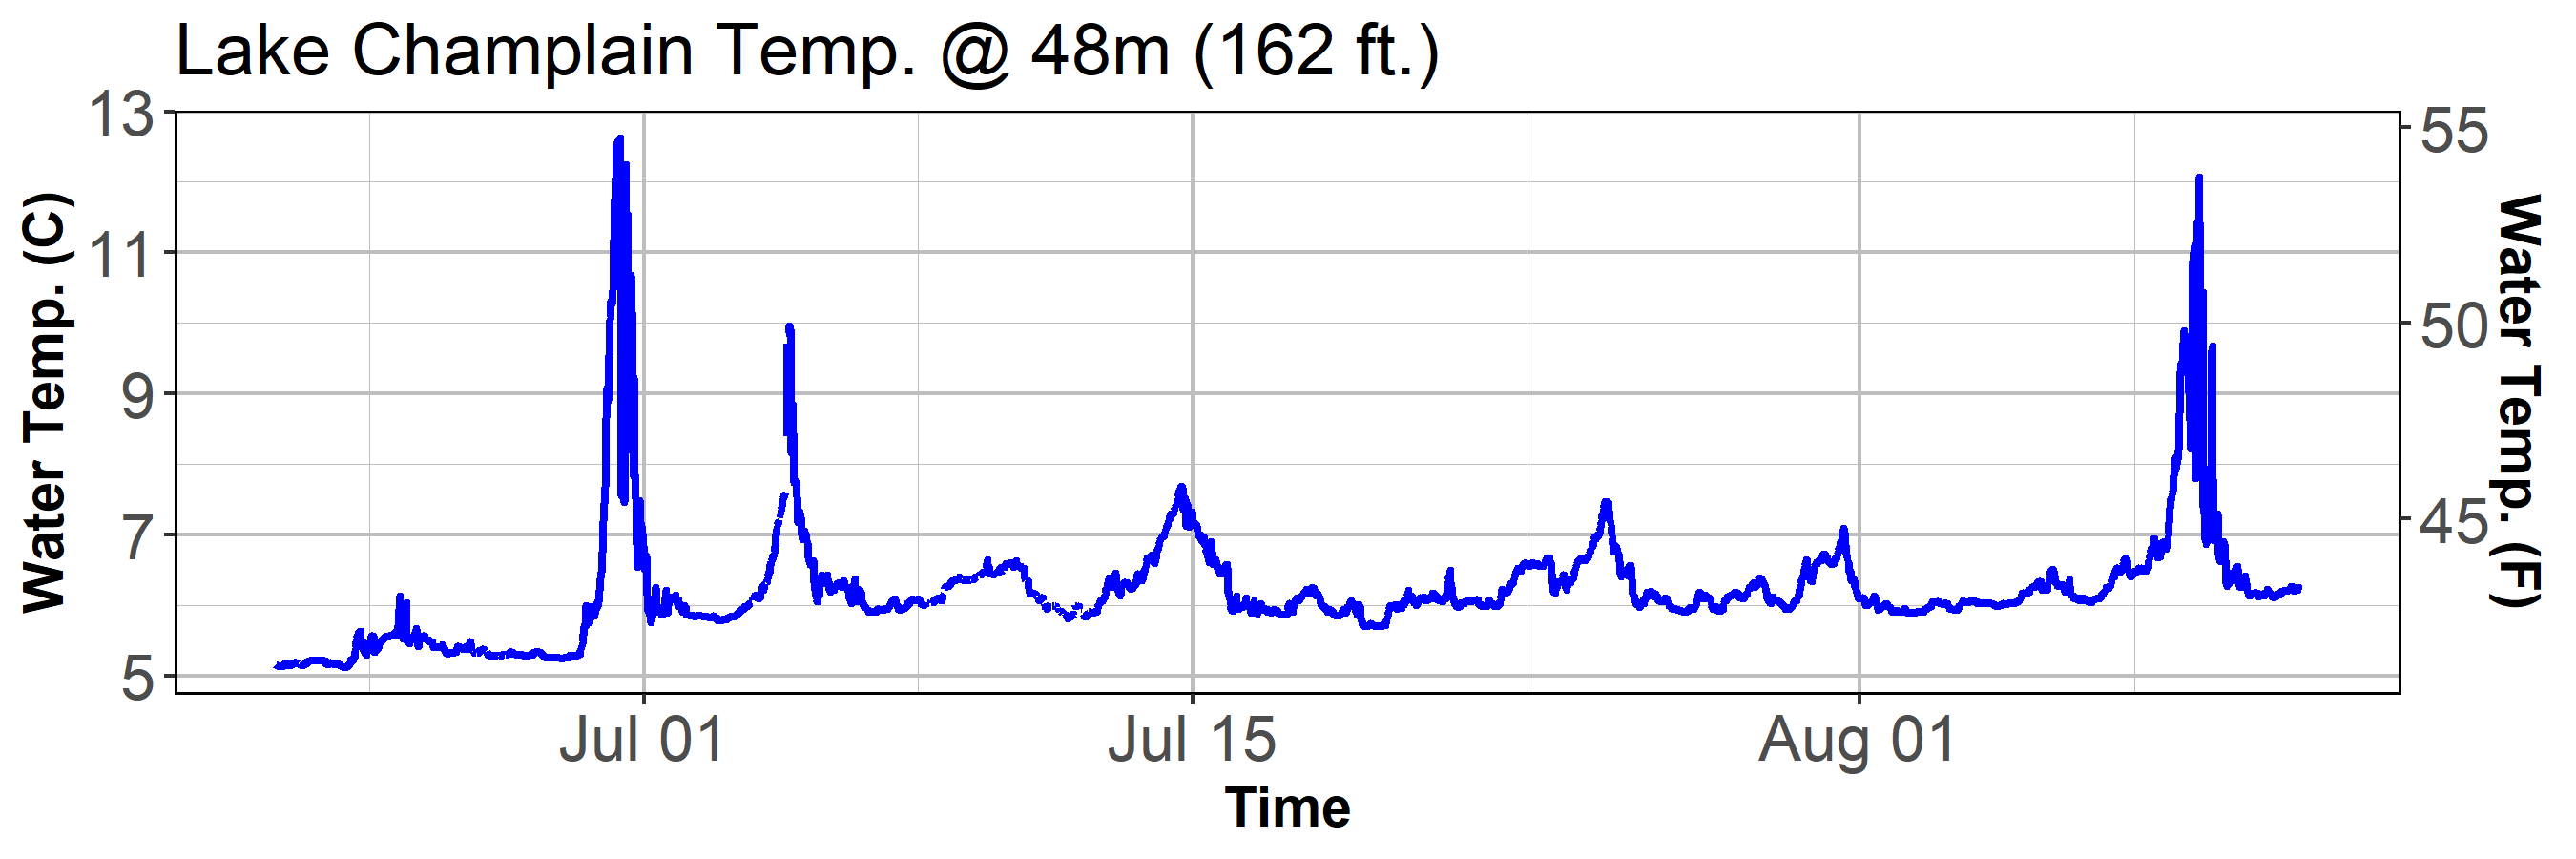 Lake Champlain Temp. @ 48m (162 ft.)
Water Temp. (C)
13
11
9
7
5
55
50
45
Water Temp. (F)
Jul 01
Jul 15
Aug 01
Time